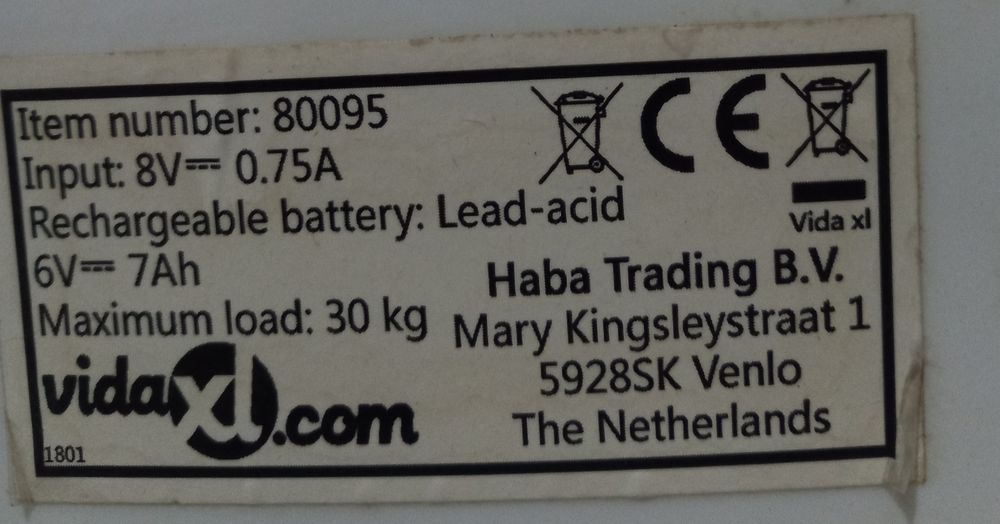 Item number: 80095
Input: 8V⎓ 0.75A
Rechargeable battery: Lead-acid
6V⎓ 7Ah
Maximum load: 30 kg
vidaXL.com
1801
CE
Vida xl
Haba Trading B.V.
Mary Kingsleystraat 1
5928SK Venlo
The Netherlands